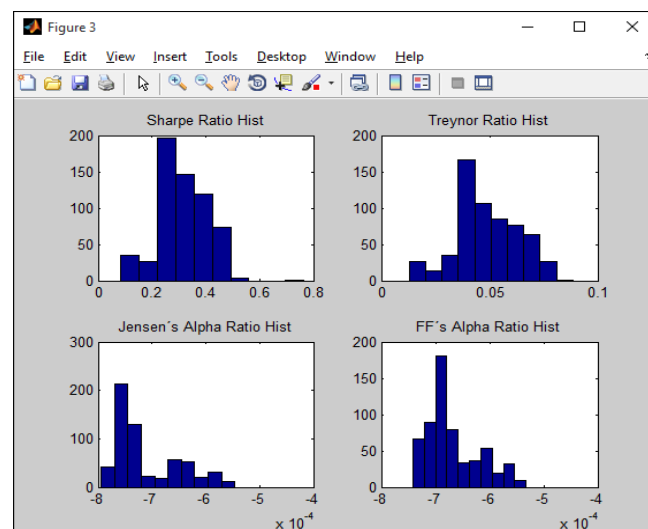 Figure 3
File Edit View Insert Tools Desktop Window Help
Sharpe Ratio Hist
200
150
100
50
0
0 0.2 0.4 0.6 0.8
Treynor Ratio Hist
200
150
100
50
0
0 0.05 0.1
Jensen´s Alpha Ratio Hist
300
200
100
0
-8 -7 -6 -5 -4
x 10^-4
FF´s Alpha Ratio Hist
200
150
100
50
0
-8 -7 -6 -5 -4
x 10^-4